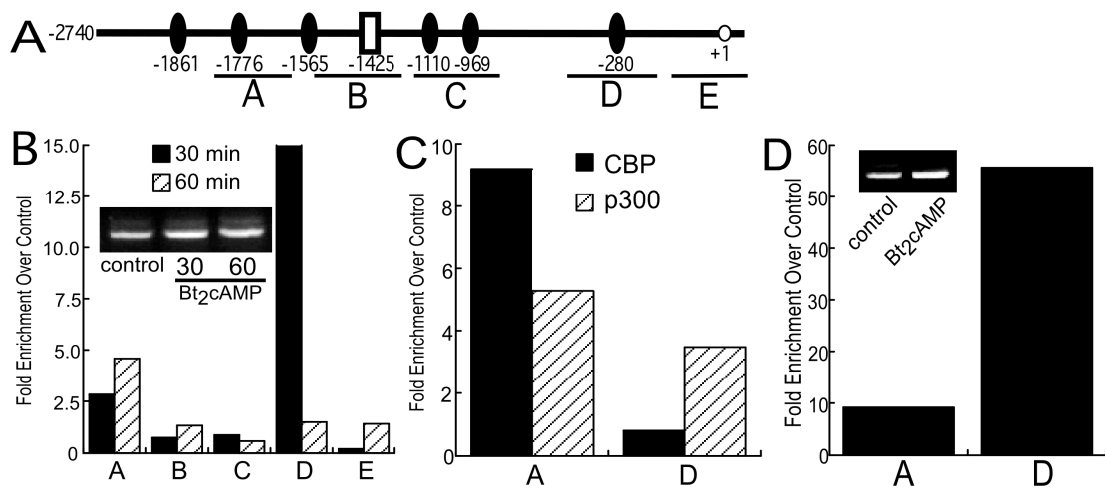 A
-2740
-1861 -1776 -1565 -1425 -1110 -969 -280 +1
A B C D E
B
Fold Enrichment Over Control
15.0
12.5
10.0
7.5
5.0
2.5
0
30 min
60 min
control 30 60
Bt2cAMP
A B C D E
C
Fold Enrichment Over Control
10
8
6
4
2
0
CBP
p300
A D
D
Fold Enrichment Over Control
60
50
40
30
20
10
0
control
Bt2cAMP
A D